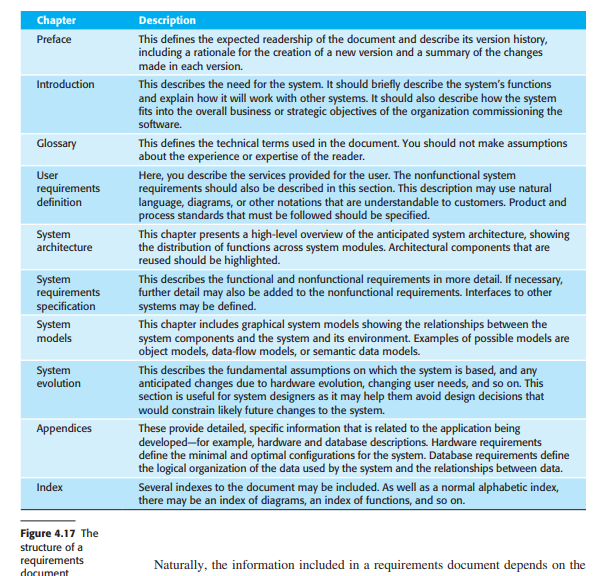 Chapter Description
Preface This defines the expected readership of the document and describe its version history,
including a rationale for the creation of a new version and a summary of the changes
made in each version.
Introduction This describes the need for the system. It should briefly describe the system's functions
and explain how it will work with other systems. It should also describe how the system
fits into the overall business or strategic objectives of the organization commissioning the
software.
Glossary This defines the technical terms used in the document. You should not make assumptions
about the experience or expertise of the reader.
User Here, you describe the services provided for the user. The nonfunctional system
requirements requirements should also be described in this section. This description may use natural
definition language, diagrams, or other notations that are understandable to customers. Product and
process standards that must be followed should be specified.
System This chapter presents a high-level overview of the anticipated system architecture, showing
architecture the distribution of functions across system modules. Architectural components that are
reused should be highlighted.
System This describes the functional and nonfunctional requirements in more detail. If necessary,
requirements further detail may also be added to the nonfunctional requirements. Interfaces to other
specification systems may be defined.
System This chapter includes graphical system models showing the relationships between the
models system components and the system and its environment. Examples of possible models are
object models, data-flow models, or semantic data models.
System This describes the fundamental assumptions on which the system is based, and any
evolution anticipated changes due to hardware evolution, changing user needs, and so on. This
section is useful for system designers as it may help them avoid design decisions that
would constrain likely future changes to the system.
Appendices These provide detailed, specific information that is related to the application being
developed—for example, hardware and database descriptions. Hardware requirements
define the minimal and optimal configurations for the system. Database requirements define
the logical organization of the data used by the system and the relationships between data.
Index Several indexes to the document may be included. As well as a normal alphabetic index,
there may be an index of diagrams, an index of functions, and so on.
Figure 4.17 The
structure of a
requirements
document
Naturally, the information included in a requirements document depends on the